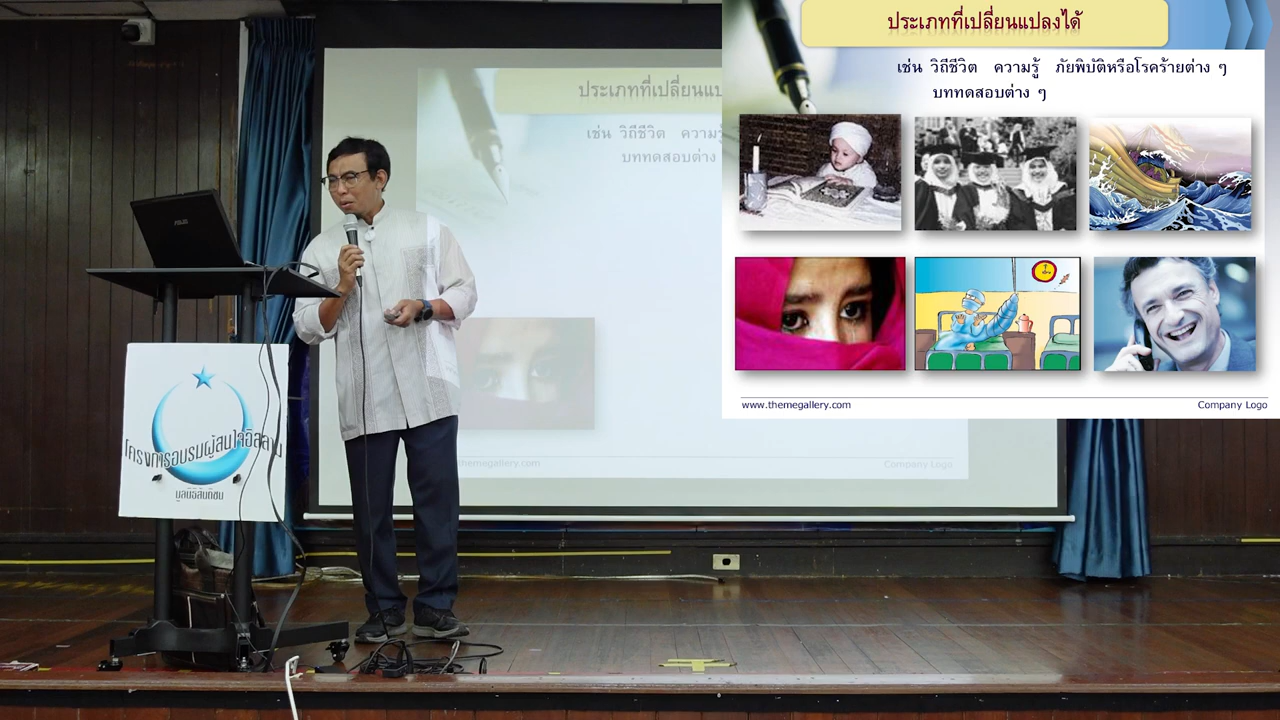 ประเภทที่เปลี่ยนแปลงได้
เช่น วิถีชีวิต ความรู้ ภัยพิบัติหรือโรคร้ายต่าง ๆ
บททดสอบต่าง ๆ
www.themegallery.com
Company Logo
ประเภทที่เปลี่ยนแป
เช่น วิถีชีวิต ความรู้
บททดสอบต่าง
themegallery.com
Company Logo
ASUS
โครงการอบรมผู้สนใจอิสลาม
มูลนิธิสันติชน